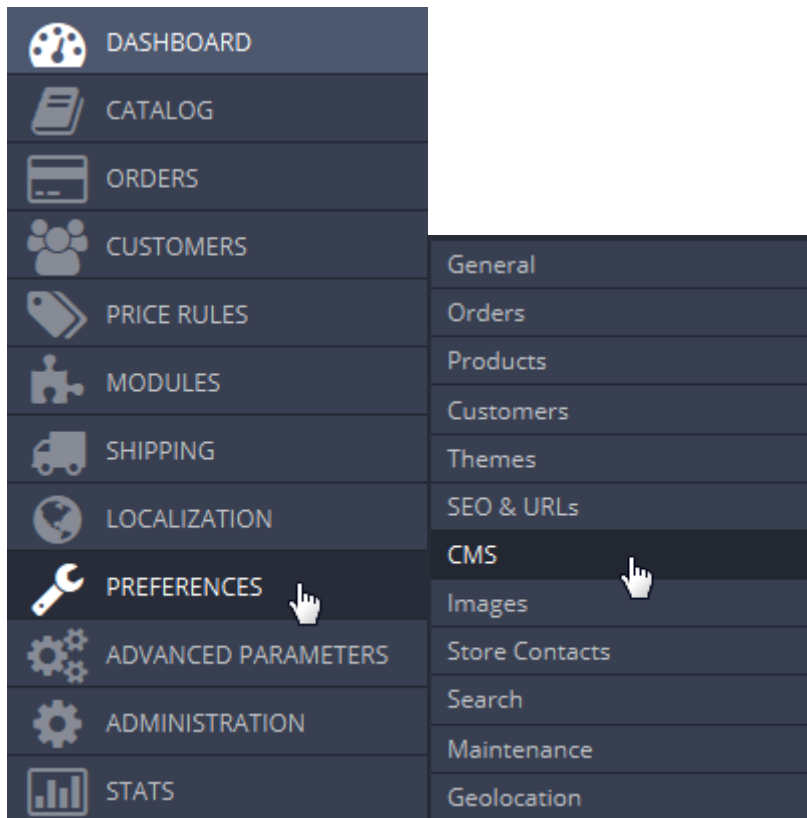 DASHBOARD
CATALOG
ORDERS
CUSTOMERS
PRICE RULES
MODULES
SHIPPING
LOCALIZATION
PREFERENCES
ADVANCED PARAMETERS
ADMINISTRATION
STATS
General
Orders
Products
Customers
Themes
SEO & URLs
CMS
Images
Store Contacts
Search
Maintenance
Geolocation